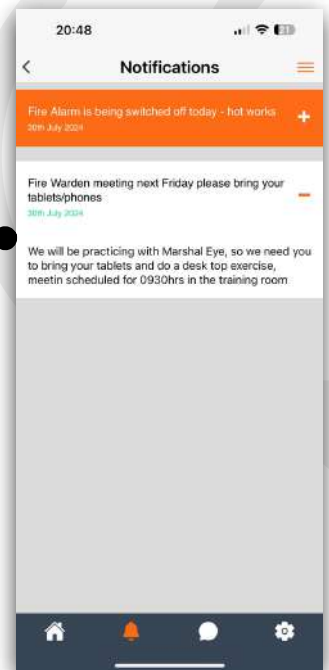 20:48
Notifications
Fire Alarm is being switched off today - hot works
30th July 2024
Fire Warden meeting next Friday please bring your
tablets/phones
30th July 2024
We will be practicing with Marshal Eye, so we need you
to bring your tablets and do a desk top exercise,
meetin scheduled for 0930hrs in the training room